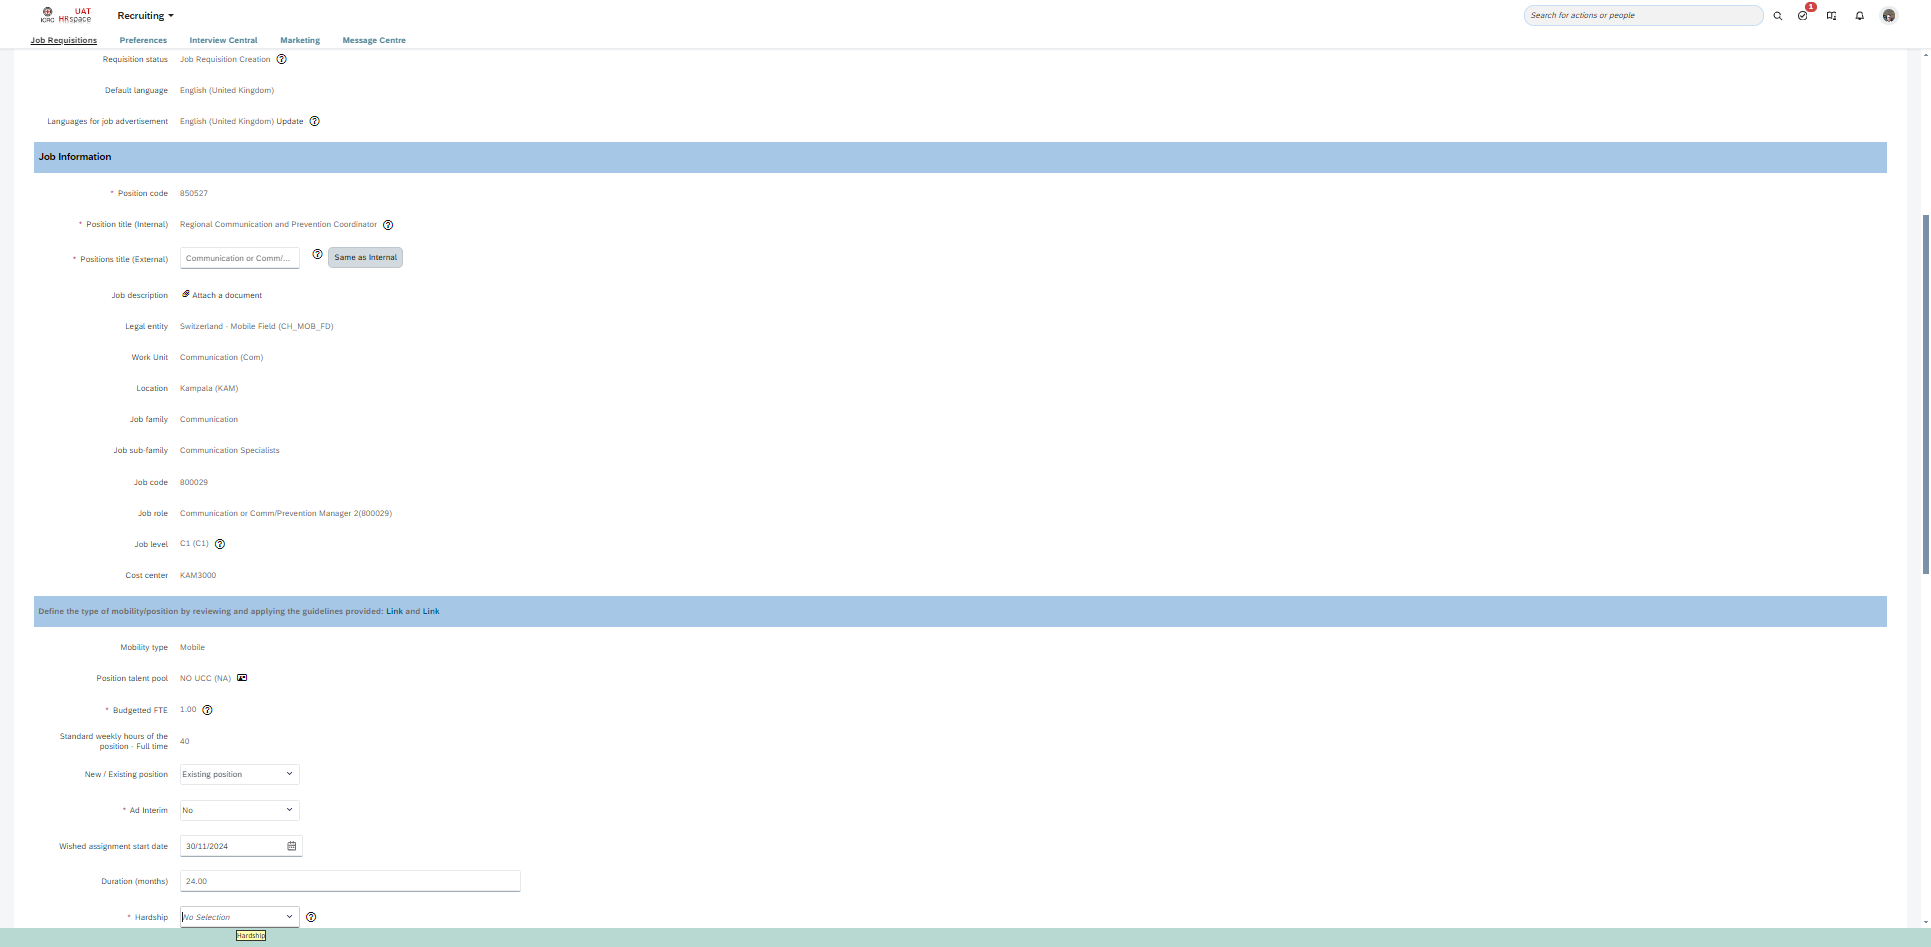 ICRC UAT HRspace Recruiting Search for actions or people 1
Job Requisitions Preferences Interview Central Marketing Message Centre
Requisition status Job Requisition Creation
Default language English (United Kingdom)
Languages for job advertisement English (United Kingdom) Update
Job Information
* Position code 850527
* Position title (Internal) Regional Communication and Prevention Coordinator
* Positions title (External) Communication or Comm/... Same as Internal
Job description Attach a document
Legal entity Switzerland - Mobile Field (CH_MOB_FD)
Work Unit Communication (Com)
Location Kampala (KAM)
Job family Communication
Job sub-family Communication Specialists
Job code 800029
Job role Communication or Comm/Prevention Manager 2(800029)
Job level C1 (C1)
Cost center KAM3000
Define the type of mobility/position by reviewing and applying the guidelines provided: Link and Link
Mobility type Mobile
Position talent pool NO UCC (NA)
* Budgetted FTE 1.00
Standard weekly hours of the
position - Full time 40
New / Existing position Existing position
* Ad Interim No
Wished assignment start date 30/11/2024
Duration (months) 24.00
* Hardship No Selection
Hardship